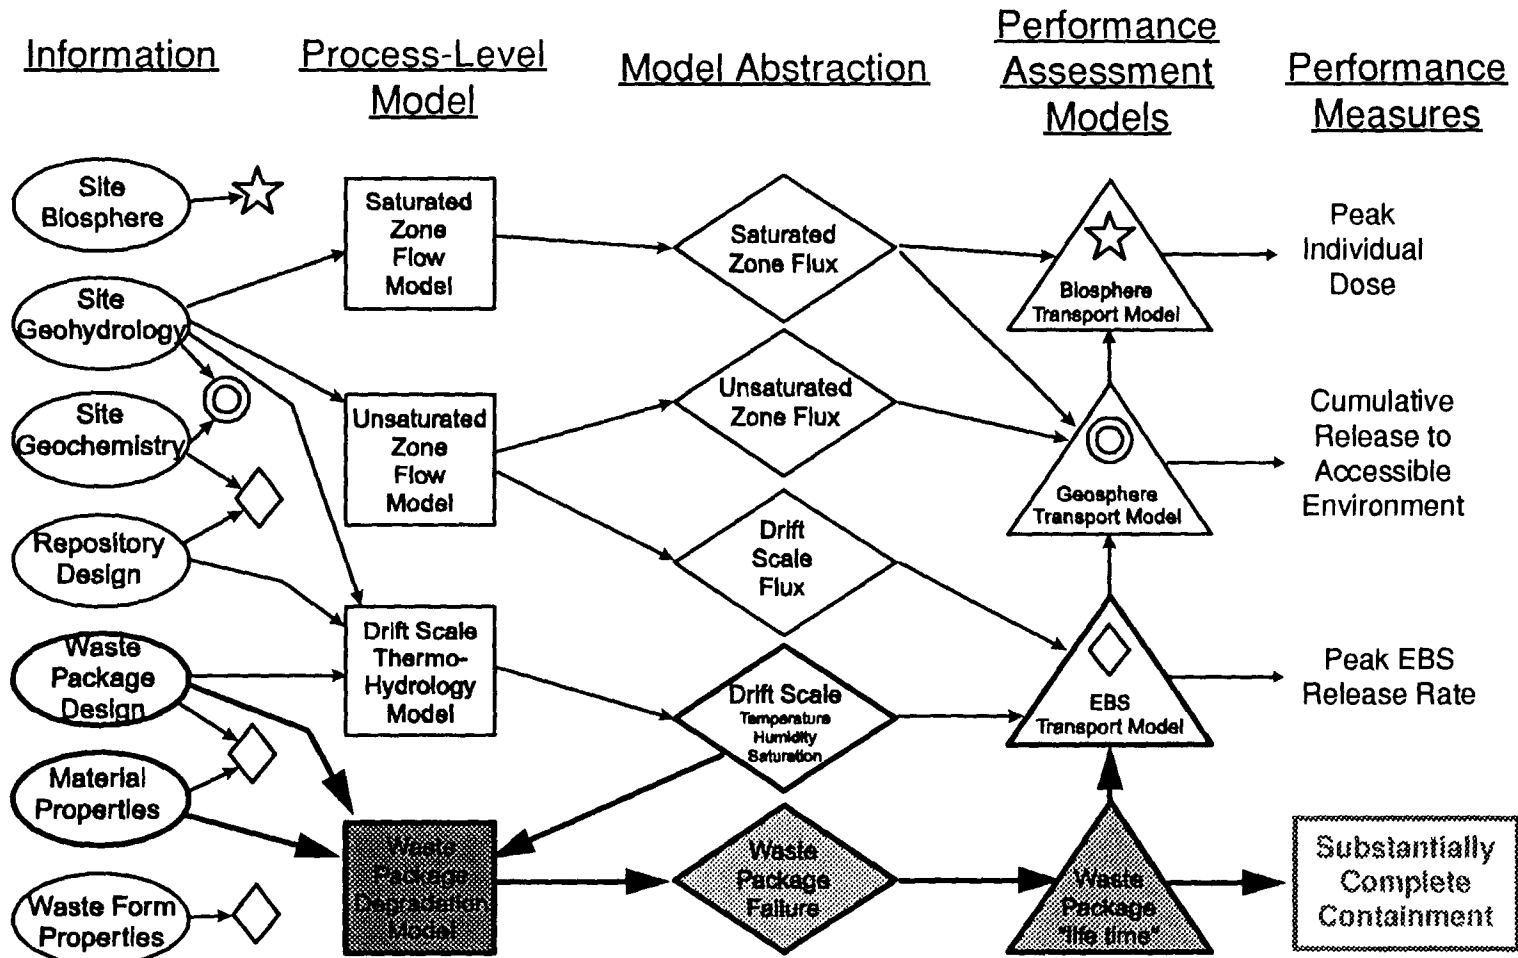 Information
Process-Level
Model
Model Abstraction
Performance
Assessment
Models
Performance
Measures
Site
Biosphere
Site
Geohydrology
Site
Geochemistry
Repository
Design
Waste
Package
Design
Material
Properties
Waste Form
Properties
Saturated
Zone
Flow
Model
Unsaturated
Zone
Flow
Model
Drift Scale
Thermo-
Hydrology
Model
Waste
Package
Degradation
Model
Saturated
Zone Flux
Unsaturated
Zone Flux
Drift
Scale
Flux
Drift Scale
Temperature
Humidity
Saturation
Waste
Package
Failure
Biosphere
Transport Model
Geosphere
Transport Model
EBS
Transport Model
Waste
Package
"life time"
Peak
Individual
Dose
Cumulative
Release to
Accessible
Environment
Peak EBS
Release Rate
Substantially
Complete
Containment